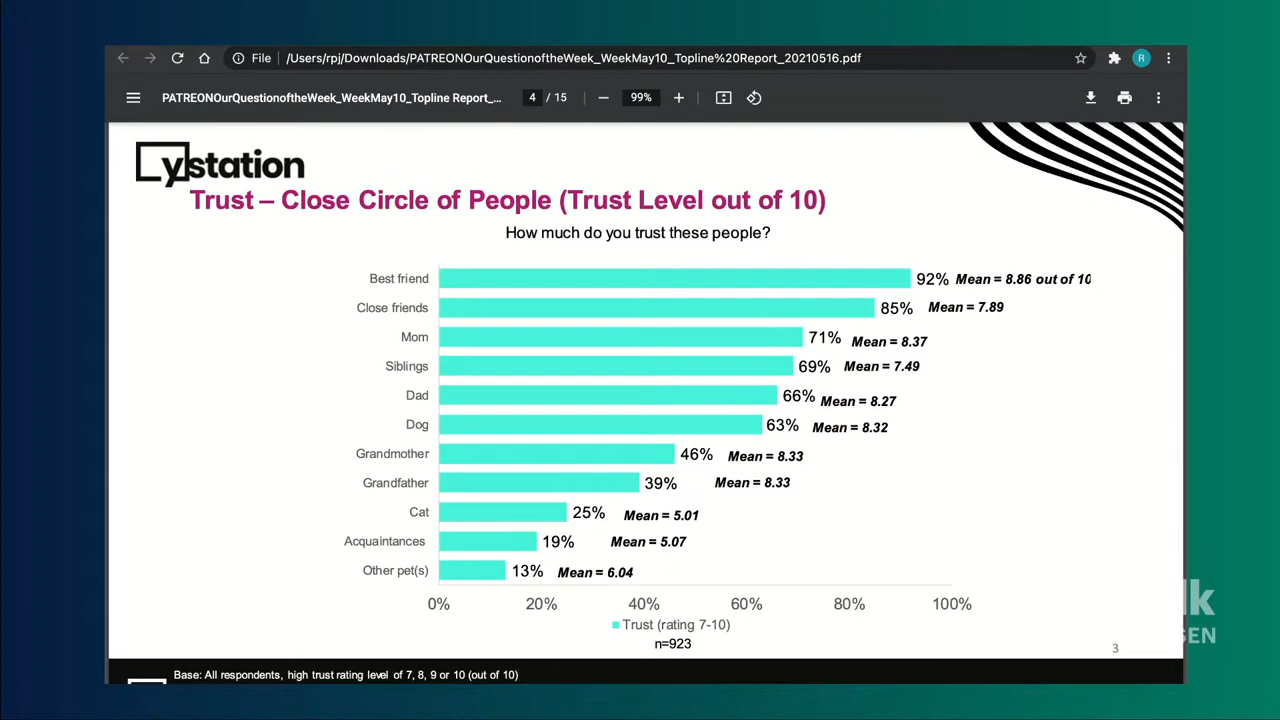 File /Users/rpj/Downloads/PATREONOurQuestionoftheWeek_WeekMay10_Topline%20Report_20210516.pdf R
PATREONOurQuestionoftheWeek_WeekMay10_Topline Report_... 4 / 15 99%
ystation
Trust – Close Circle of People (Trust Level out of 10)
How much do you trust these people?
Best friend 92% Mean = 8.86 out of 10
Close friends 85% Mean = 7.89
Mom 71% Mean = 8.37
Siblings 69% Mean = 7.49
Dad 66% Mean = 8.27
Dog 63% Mean = 8.32
Grandmother 46% Mean = 8.33
Grandfather 39% Mean = 8.33
Cat 25% Mean = 5.01
Acquaintances 19% Mean = 5.07
Other pet(s) 13% Mean = 6.04
0% 20% 40% 60% 80% 100%
Trust (rating 7-10)
n=923
3
Base: All respondents, high trust rating level of 7, 8, 9 or 10 (out of 10)